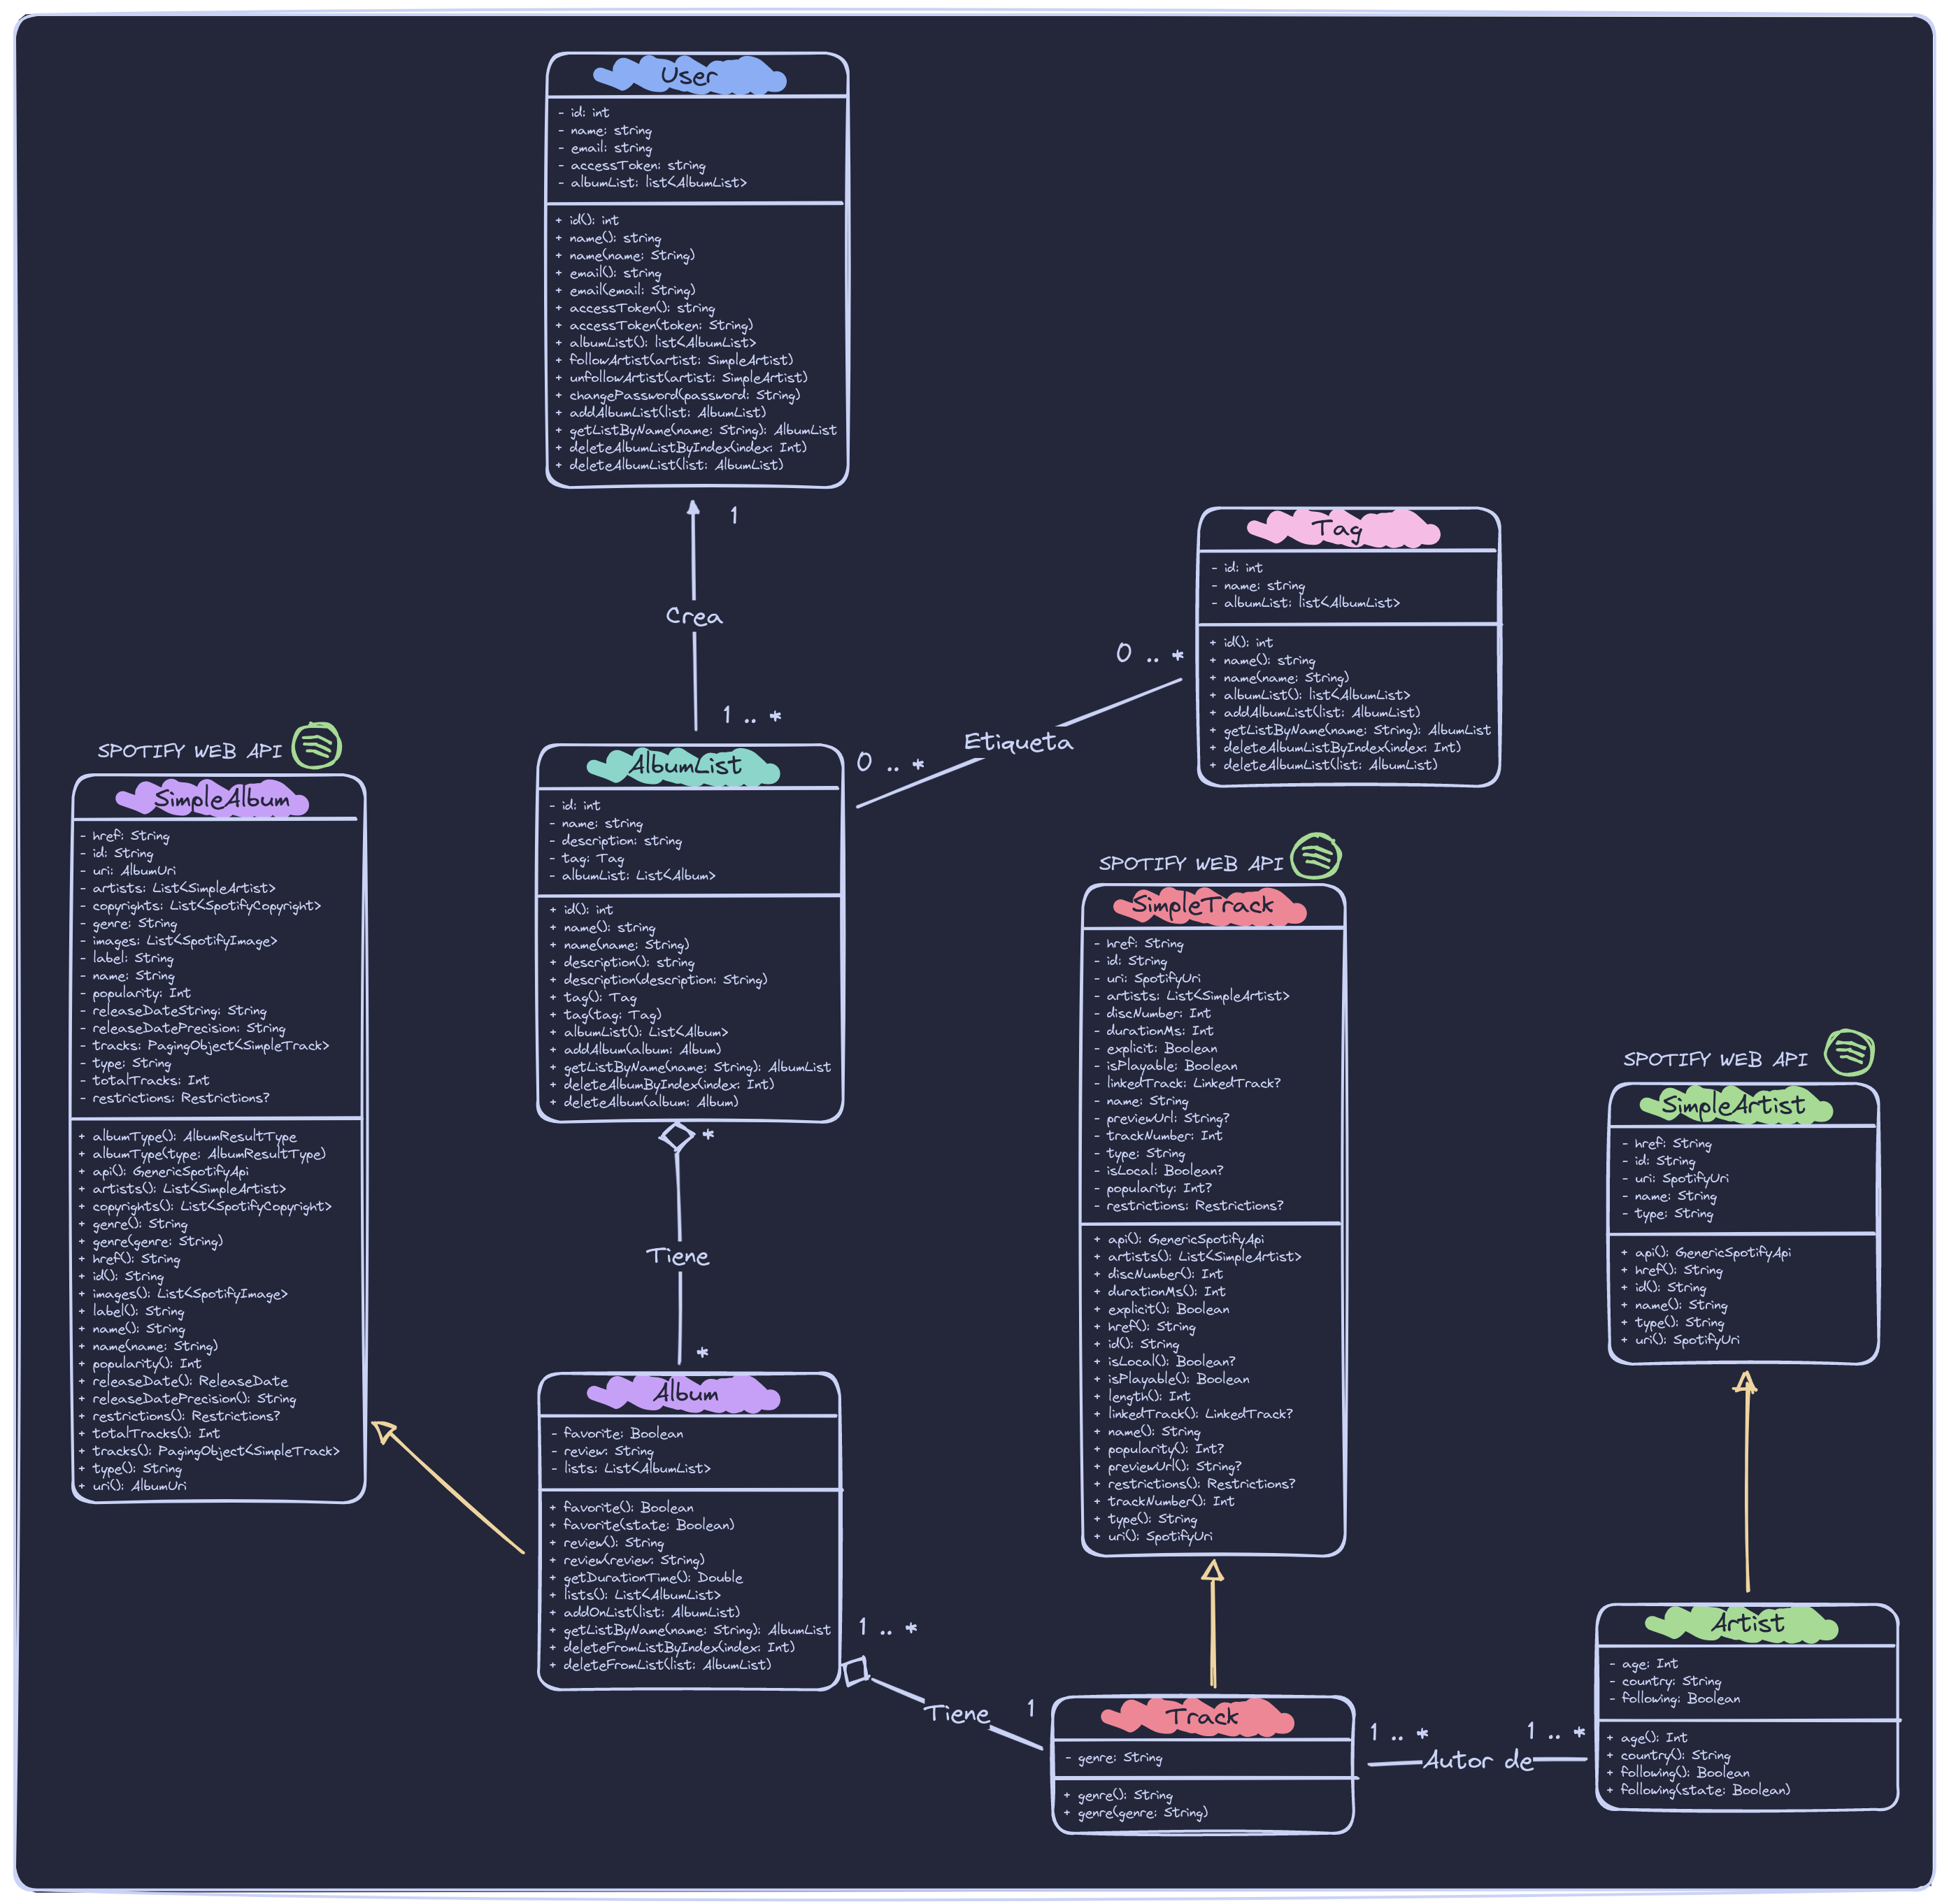 User
- id: int
- name: string
- email: string
- accessToken: string
- albumList: list<AlbumList>
+ id(): int
+ name(): string
+ name(name: String)
+ email(): string
+ email(email: String)
+ accessToken(): string
+ accessToken(token: String)
+ albumList(): list<AlbumList>
+ followArtist(artist: SimpleArtist)
+ unfollowArtist(artist: SimpleArtist)
+ changePassword(password: String)
+ addAlbumList(list: AlbumList)
+ getListByName(name: String): AlbumList
+ deleteAlbumListByIndex(index: Int)
+ deleteAlbumList(list: AlbumList)
1
Crea
1 .. *
Tag
- id: int
- name: string
- albumList: list<AlbumList>
+ id(): int
+ name(): string
+ name(name: String)
+ albumList(): list<AlbumList>
+ addAlbumList(list: AlbumList)
+ getListByName(name: String): AlbumList
+ deleteAlbumListByIndex(index: Int)
+ deleteAlbumList(list: AlbumList)
0 .. *
Etiqueta
0 .. *
SPOTIFY WEB API
SimpleAlbum
- href: String
- id: String
- uri: AlbumUri
- artists: List<SimpleArtist>
- copyrights: List<SpotifyCopyright>
- genre: String
- images: List<SpotifyImage>
- label: String
- name: String
- popularity: Int
- releaseDateString: String
- releaseDatePrecision: String
- tracks: PagingObject<SimpleTrack>
- type: String
- totalTracks: Int
- restrictions: Restrictions?
+ albumType(): AlbumResultType
+ albumType(type: AlbumResultType)
+ api(): GenericSpotifyApi
+ artists(): List<SimpleArtist>
+ copyrights(): List<SpotifyCopyright>
+ genre(): String
+ genre(genre: String)
+ href(): String
+ id(): String
+ images(): List<SpotifyImage>
+ label(): String
+ name(): String
+ name(name: String)
+ popularity(): Int
+ releaseDate(): ReleaseDate
+ releaseDatePrecision(): String
+ restrictions(): Restrictions?
+ totalTracks(): Int
+ tracks(): PagingObject<SimpleTrack>
+ type(): String
+ uri(): AlbumUri
AlbumList
- id: int
- name: string
- description: string
- tag: Tag
- albumList: List<Album>
+ id(): int
+ name(): string
+ name(name: String)
+ description(): string
+ description(description: String)
+ tag(): Tag
+ tag(tag: Tag)
+ albumList(): List<Album>
+ addAlbum(album: Album)
+ getListByName(name: String): AlbumList
+ deleteAlbumByIndex(index: Int)
+ deleteAlbum(album: Album)
*
Tiene
*
Album
- favorite: Boolean
- review: String
- lists: List<AlbumList>
+ favorite(): Boolean
+ favorite(state: Boolean)
+ review(): String
+ review(review: String)
+ getDurationTime(): Double
+ lists(): List<AlbumList>
+ addOnList(list: AlbumList)
+ getListByName(name: String): AlbumList
+ deleteFromListByIndex(index: Int)
+ deleteFromList(list: AlbumList)
1 .. *
Tiene
1
SPOTIFY WEB API
SimpleTrack
- href: String
- id: String
- uri: SpotifyUri
- artists: List<SimpleArtist>
- discNumber: Int
- durationMs: Int
- explicit: Boolean
- isPlayable: Boolean
- linkedTrack: LinkedTrack?
- name: String
- previewUrl: String?
- trackNumber: Int
- type: String
- isLocal: Boolean?
- popularity: Int?
- restrictions: Restrictions?
+ api(): GenericSpotifyApi
+ artists(): List<SimpleArtist>
+ discNumber(): Int
+ durationMs(): Int
+ explicit(): Boolean
+ href(): String
+ id(): String
+ isLocal(): Boolean?
+ isPlayable(): Boolean
+ length(): Int
+ linkedTrack(): LinkedTrack?
+ name(): String
+ popularity(): Int?
+ previewUrl(): String?
+ restrictions(): Restrictions?
+ trackNumber(): Int
+ type(): String
+ uri(): SpotifyUri
Track
- genre: String
+ genre(): String
+ genre(genre: String)
1 .. *
Autor de
1 .. *
SPOTIFY WEB API
SimpleArtist
- href: String
- id: String
- uri: SpotifyUri
- name: String
- type: String
+ api(): GenericSpotifyApi
+ href(): String
+ id(): String
+ name(): String
+ type(): String
+ uri(): SpotifyUri
Artist
- age: Int
- country: String
- following: Boolean
+ age(): Int
+ country(): String
+ following(): Boolean
+ following(state: Boolean)